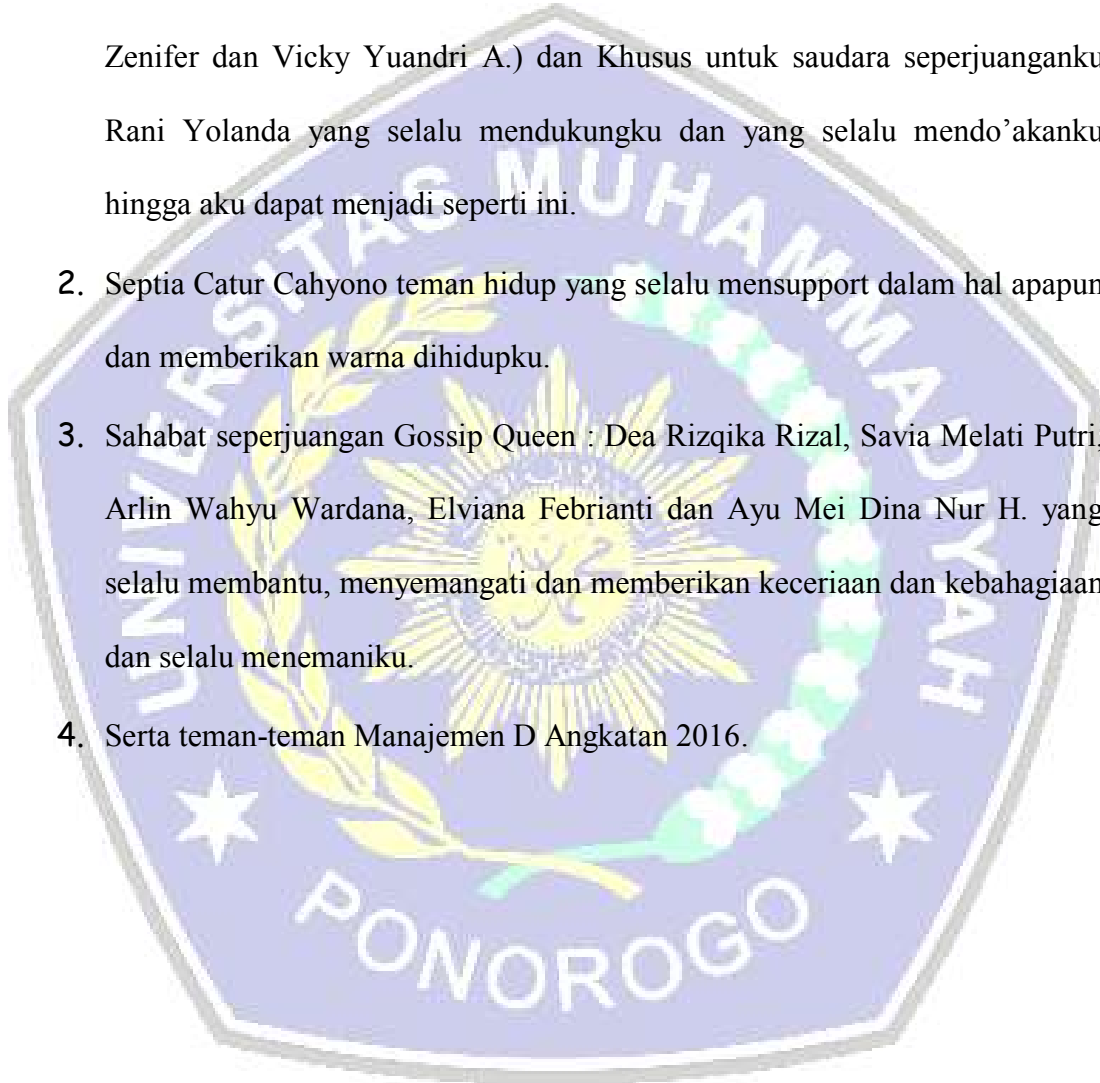 Zenifer dan Vicky Yuandri A.) dan Khusus untuk saudara seperjuanganku
Rani Yolanda yang selalu mendukungku dan yang selalu mendo’akanku
hingga aku dapat menjadi seperti ini.
2. Septia Catur Cahyono teman hidup yang selalu mensupport dalam hal apapun
dan memberikan warna dihidupku.
3. Sahabat seperjuangan Gossip Queen : Dea Rizqika Rizal, Savia Melati Putri,
Arlin Wahyu Wardana, Elviana Febrianti dan Ayu Mei Dina Nur H. yang
selalu membantu, menyemangati dan memberikan keceriaan dan kebahagiaan
dan selalu menemaniku.
4. Serta teman-teman Manajemen D Angkatan 2016.
UNIVERSITAS MUHAMMADIYAH
PONOROGO